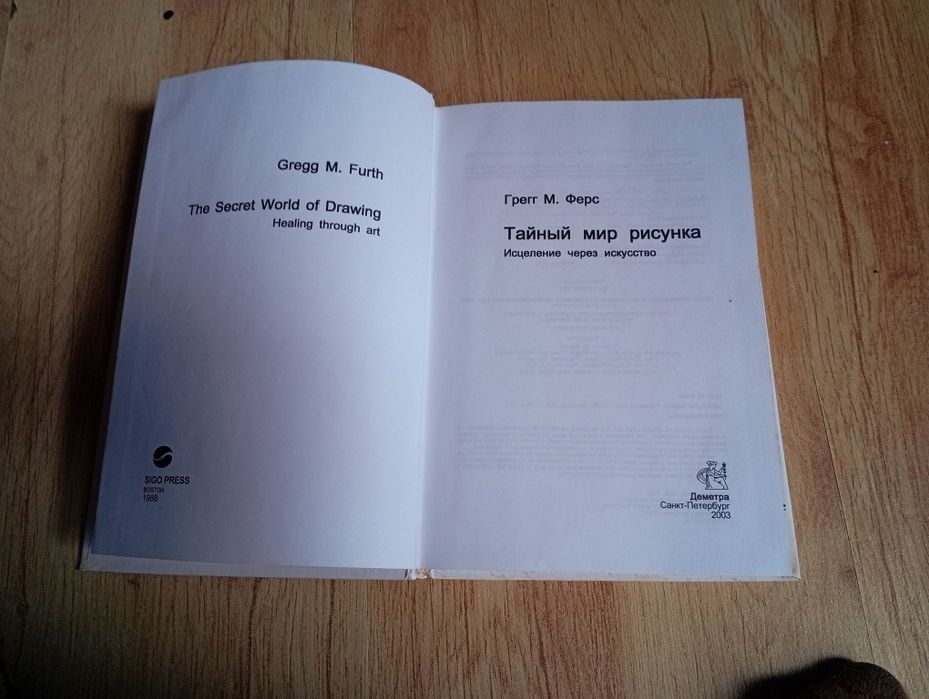 Gregg M. Furth
The Secret World of Drawing
Healing through art
SIGO PRESS
BOSTON
1988
Грегг М. Ферс
Тайный мир рисунка
Исцеление через искусство
Деметра
Санкт-Петербург
2003